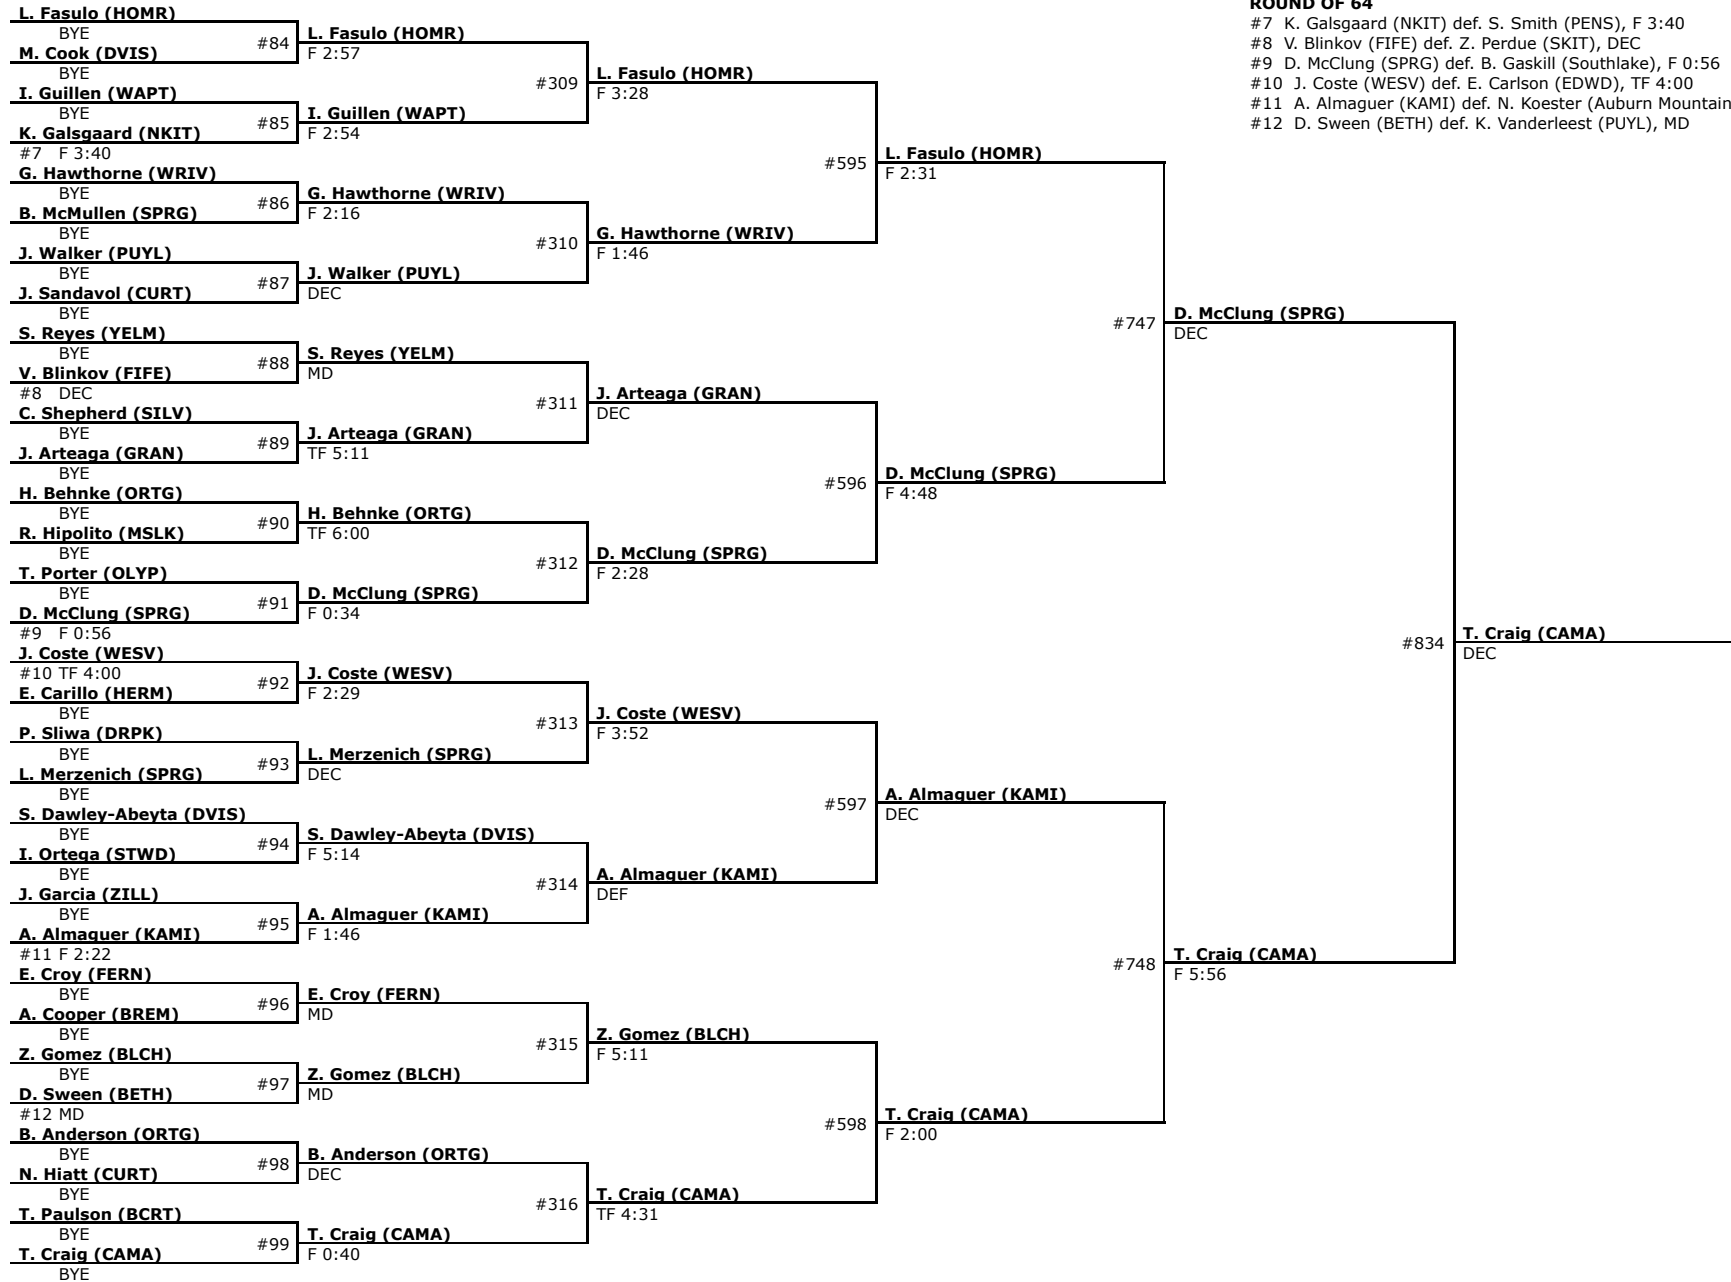 L. Fasulo (HOMR)
BYE
M. Cook (DVIS)
BYE
I. Guillen (WAPT)
BYE
K. Galsgaard (NKIT)
#7 F 3:40
G. Hawthorne (WRIV)
BYE
B. McMullen (SPRG)
BYE
J. Walker (PUYL)
BYE
J. Sandavol (CURT)
BYE
S. Reyes (YELM)
BYE
V. Blinkov (FIFE)
#8 DEC
C. Shepherd (SILV)
BYE
J. Arteaga (GRAN)
BYE
H. Behnke (ORTG)
BYE
R. Hipolito (MSLK)
BYE
T. Porter (OLYP)
BYE
D. McClung (SPRG)
#9 F 0:56
J. Coste (WESV)
#10 TF 4:00
E. Carillo (HERM)
BYE
P. Sliwa (DRPK)
BYE
L. Merzenich (SPRG)
BYE
S. Dawley-Abeyta (DVIS)
BYE
I. Ortega (STWD)
BYE
J. Garcia (ZILL)
BYE
A. Almaguer (KAMI)
#11 F 2:22
E. Croy (FERN)
BYE
A. Cooper (BREM)
BYE
Z. Gomez (BLCH)
BYE
D. Sween (BETH)
#12 MD
B. Anderson (ORTG)
BYE
N. Hiatt (CURT)
BYE
T. Paulson (BCRT)
BYE
T. Craig (CAMA)
BYE
#84
L. Fasulo (HOMR)
F 2:57
#85
I. Guillen (WAPT)
F 2:54
#86
G. Hawthorne (WRIV)
F 2:16
#87
J. Walker (PUYL)
DEC
#88
S. Reyes (YELM)
MD
#89
J. Arteaga (GRAN)
TF 5:11
#90
H. Behnke (ORTG)
TF 6:00
#91
D. McClung (SPRG)
F 0:34
#92
J. Coste (WESV)
F 2:29
#93
L. Merzenich (SPRG)
DEC
#94
S. Dawley-Abeyta (DVIS)
F 5:14
#95
A. Almaguer (KAMI)
F 1:46
#96
E. Croy (FERN)
MD
#97
Z. Gomez (BLCH)
MD
#98
B. Anderson (ORTG)
DEC
#99
T. Craig (CAMA)
F 0:40
#309
L. Fasulo (HOMR)
F 3:28
#310
G. Hawthorne (WRIV)
F 1:46
#311
J. Arteaga (GRAN)
DEC
#312
D. McClung (SPRG)
F 2:28
#313
J. Coste (WESV)
F 3:52
#314
A. Almaguer (KAMI)
DEF
#315
Z. Gomez (BLCH)
F 5:11
#316
T. Craig (CAMA)
TF 4:31
#595
L. Fasulo (HOMR)
F 2:31
#596
D. McClung (SPRG)
F 4:48
#597
A. Almaguer (KAMI)
DEC
#598
T. Craig (CAMA)
F 2:00
#747
D. McClung (SPRG)
DEC
#748
T. Craig (CAMA)
F 5:56
#834
T. Craig (CAMA)
DEC
ROUND OF 64
#7 K. Galsgaard (NKIT) def. S. Smith (PENS), F 3:40
#8 V. Blinkov (FIFE) def. Z. Perdue (SKIT), DEC
#9 D. McClung (SPRG) def. B. Gaskill (Southlake), F 0:56
#10 J. Coste (WESV) def. E. Carlson (EDWD), TF 4:00
#11 A. Almaguer (KAMI) def. N. Koester (Auburn Mountain
#12 D. Sween (BETH) def. K. Vanderleest (PUYL), MD